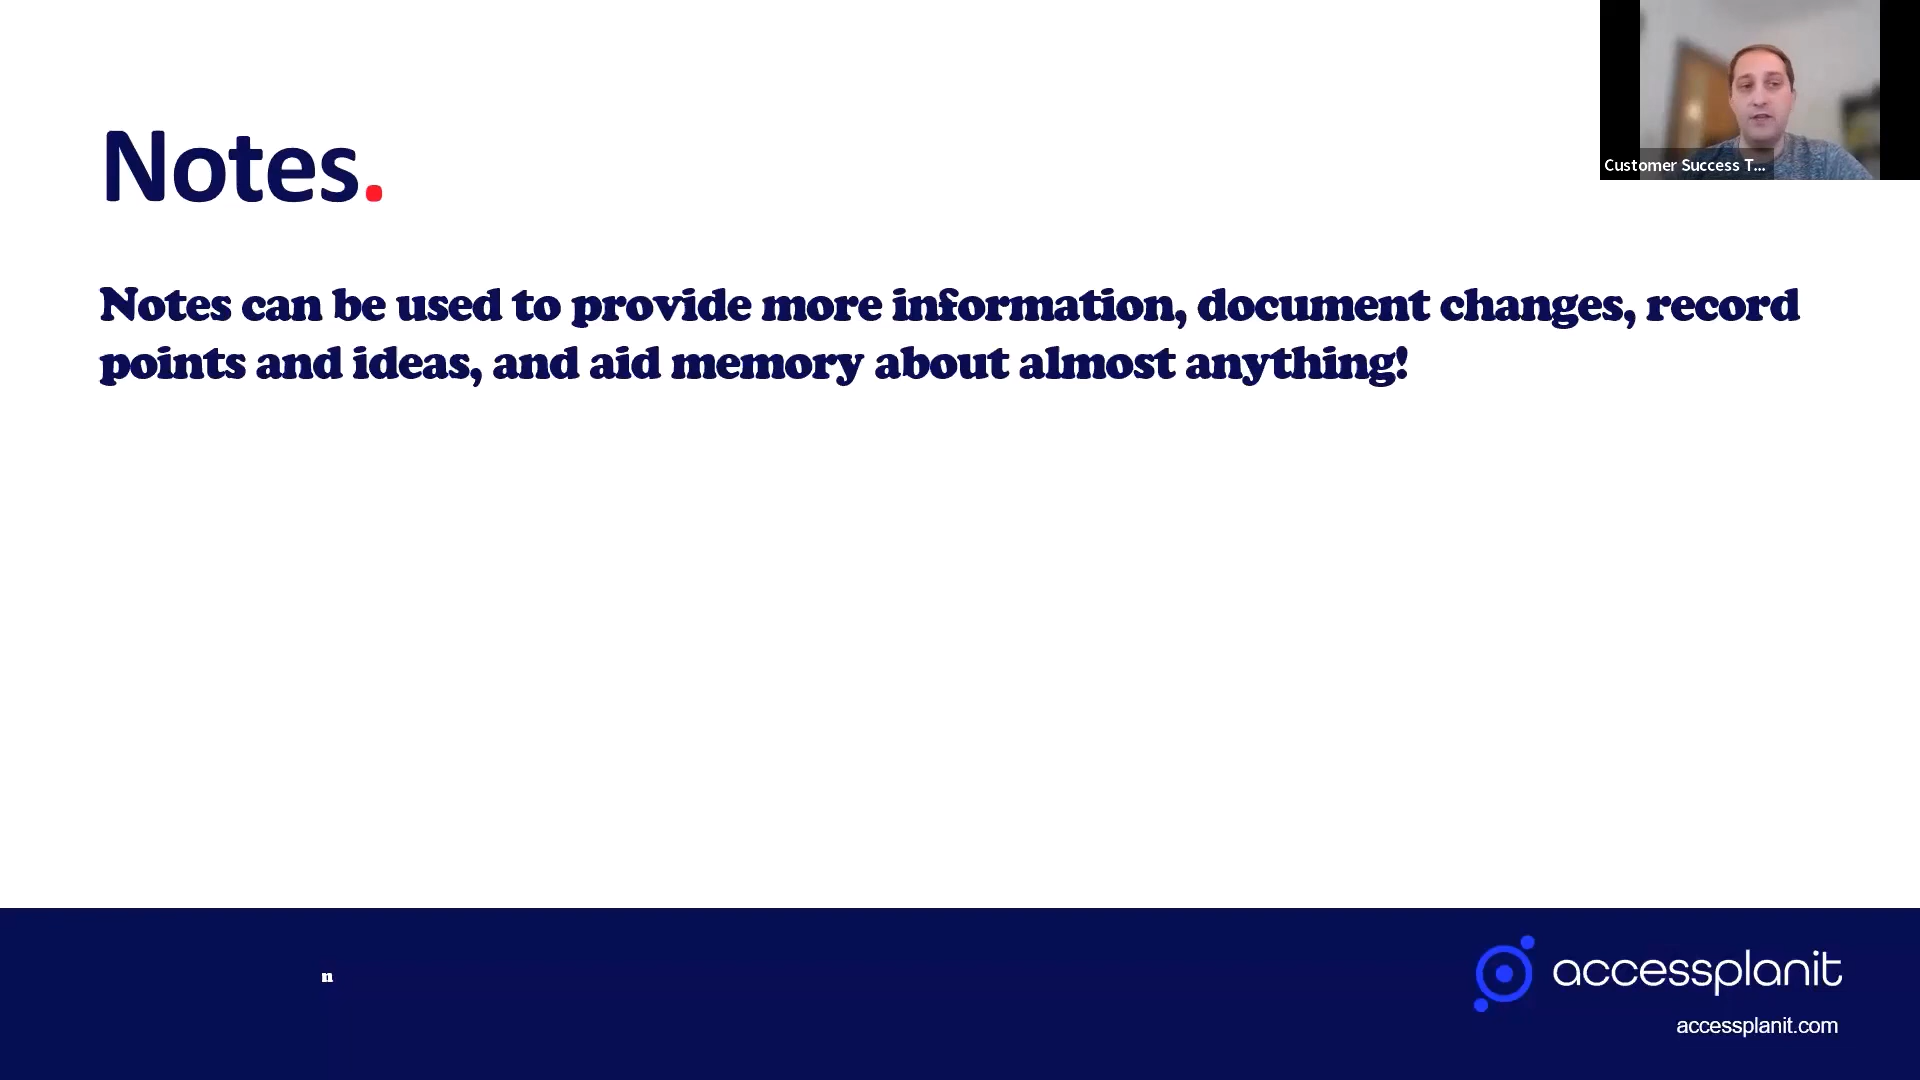 Customer Success T...
Notes.
Notes can be used to provide more information, document changes, record
points and ideas, and aid memory about almost anything!
n
accessplanit
accessplanit.com